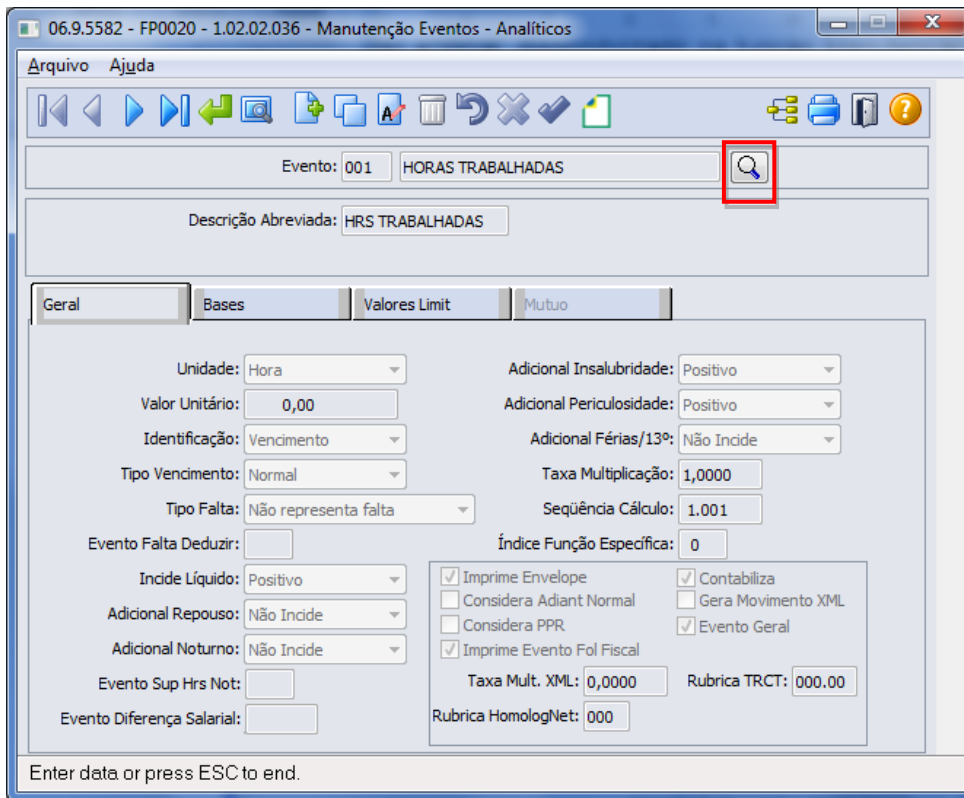 06.9.5582 - FP0020 - 1.02.02.036 - Manutenção Eventos - Analíticos
Arquivo Ajuda
Evento: 001 HORAS TRABALHADAS
Descrição Abreviada: HRS TRABALHADAS
Geral Bases Valores Limit Mutuo
Unidade: Hora Adicional Insalubridade: Positivo
Valor Unitário: 0,00 Adicional Periculosidade: Positivo
Identificação: Vencimento Adicional Férias/13º: Não Incide
Tipo Vencimento: Normal Taxa Multiplicação: 1,0000
Tipo Falta: Não representa falta Seqüência Cálculo: 1.001
Evento Falta Deduzir: Índice Função Específica: 0
Incide Líquido: Positivo Imprime Envelope Contabiliza
Adicional Repouso: Não Incide Considera Adiant Normal Gera Movimento XML
Considera PPR Evento Geral
Adicional Noturno: Não Incide Imprime Evento Fol Fiscal
Evento Sup Hrs Not: Taxa Mult. XML: 0,0000 Rubrica TRCT: 000.00
Evento Diferença Salarial: Rubrica HomologNet: 000
Enter data or press ESC to end.